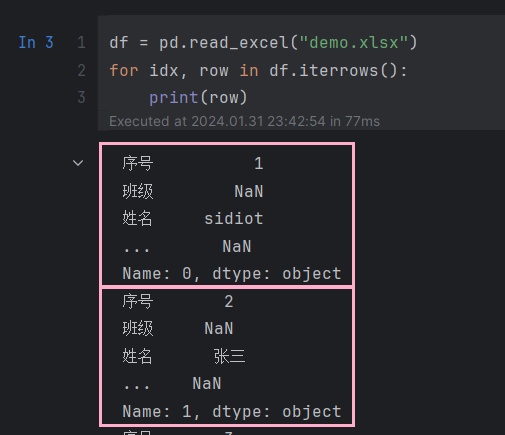 In 3
1 df = pd.read_excel("demo.xlsx")
2 for idx, row in df.iterrows():
3     print(row)
Executed at 2024.01.31 23:42:54 in 77ms
序号          1
班级        NaN
姓名     sidiot
...       NaN
Name: 0, dtype: object
序号       2
班级     NaN
姓名      张三
...    NaN
Name: 1, dtype: object